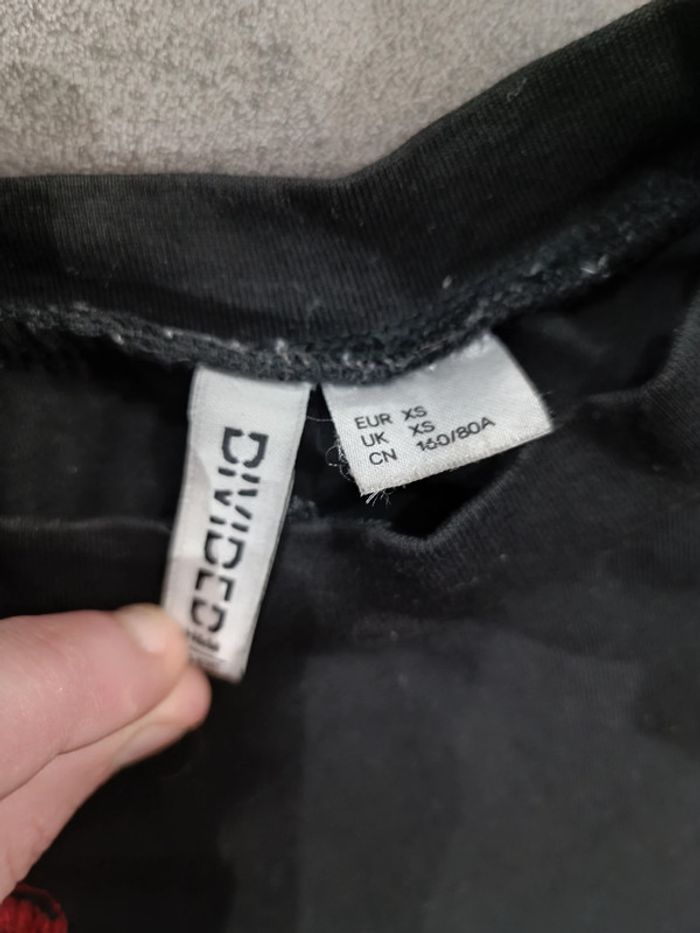 DIVIDED
EUR XS
UK XS
CN 160/80A